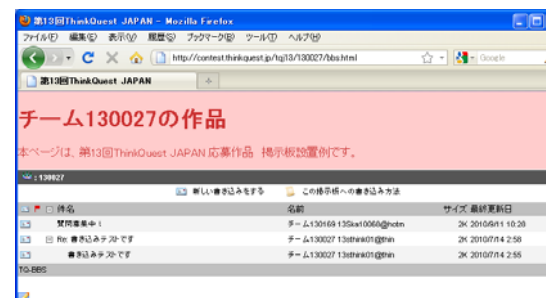 第13回ThinkQuest JAPAN - Mozilla Firefox
ファイル(F) 編集(E) 表示(V) 履歴(S) ブックマーク(B) ツール(T) ヘルプ(H)
http://contest.thinkquest.jp/tqj13/130027/bbs.html Google
第13回ThinkQuest JAPAN
チーム130027の作品
本ページは、第13回ThinkQuest JAPAN 応募作品 掲示板設置例です。
: 130027
新しい書き込みをする この掲示板への書き込み方法
件名 名前 サイズ 最終更新日
質問募集中! チーム130169 13Skat10068@hotm 2K 2010/9/11 10:28
Re: 書き込みテストです チーム130027 13sthink01@thin 2K 2010/7/14 2:58
書き込みテストです チーム130027 13sthink01@thin 2K 2010/7/14 2:55
TG-BBS